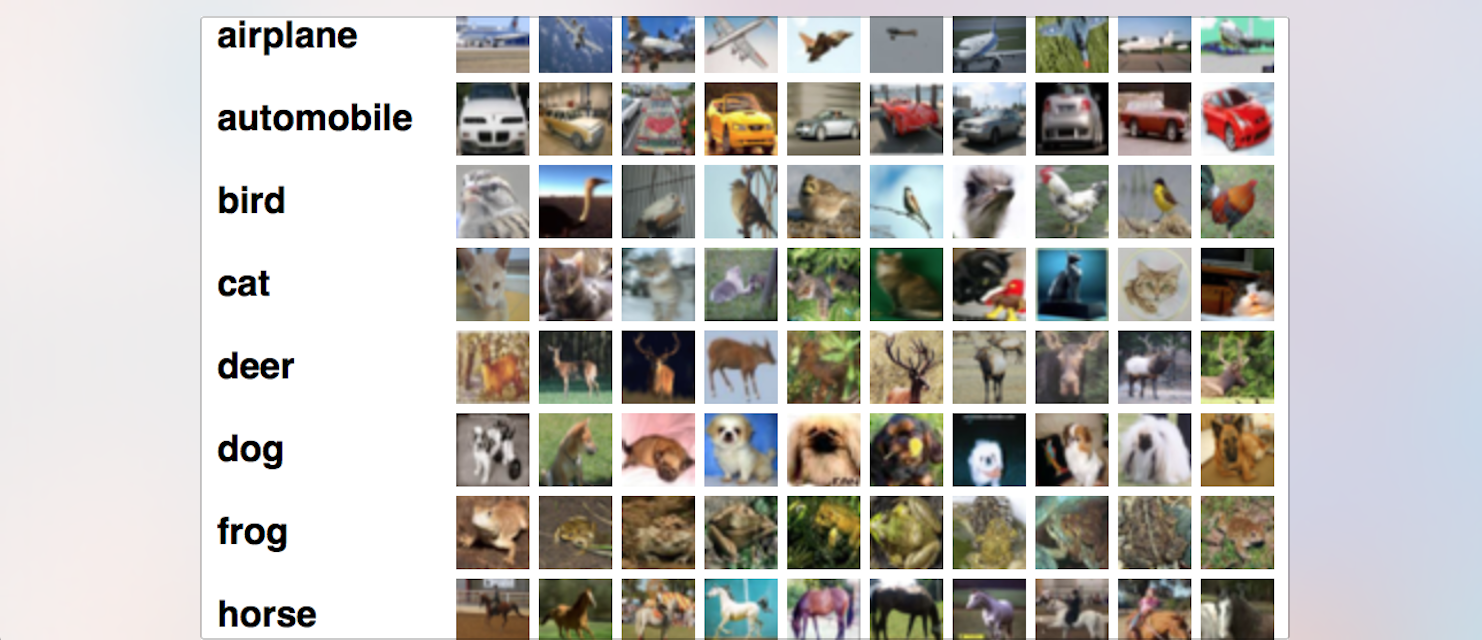 airplane
automobile
bird
cat
deer
dog
frog
horse